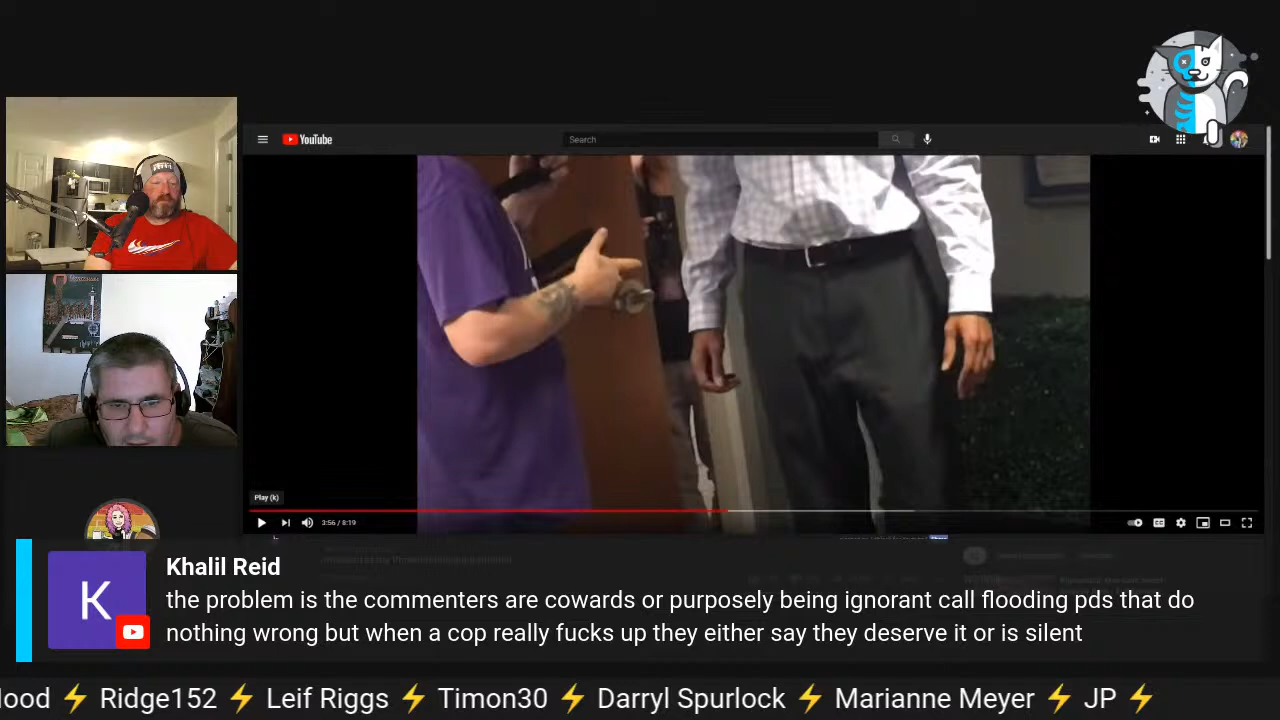 YouTube
Search
Play (k)
3:56 / 8:19
Khalil Reid
K
the problem is the commenters are cowards or purposely being ignorant call flooding pds that do
nothing wrong but when a cop really fucks up they either say they deserve it or is silent
ood ⚡ Ridge152 ⚡ Leif Riggs ⚡ Timon30 ⚡ Darryl Spurlock ⚡ Marianne Meyer ⚡ JP ⚡